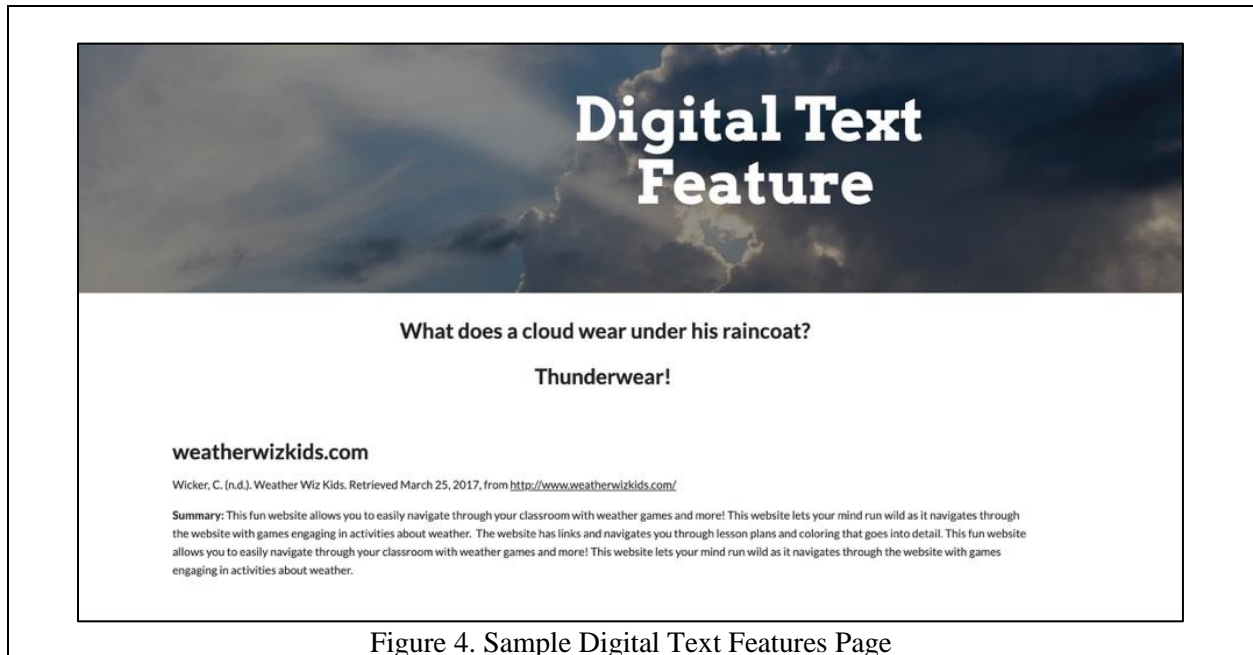 Digital Text
Feature
What does a cloud wear under his raincoat?
Thunderwear!
weatherwizkids.com
Wicker, C. (n.d.). Weather Wiz Kids. Retrieved March 25, 2017, from http://www.weatherwizkids.com/
Summary: This fun website allows you to easily navigate through your classroom with weather games and more! This website lets your mind run wild as it navigates through
the website with games engaging in activities about weather.  The website has links and navigates you through lesson plans and coloring that goes into detail. This fun website
allows you to easily navigate through your classroom with weather games and more! This website lets your mind run wild as it navigates through the website with games
engaging in activities about weather.
Figure 4. Sample Digital Text Features Page